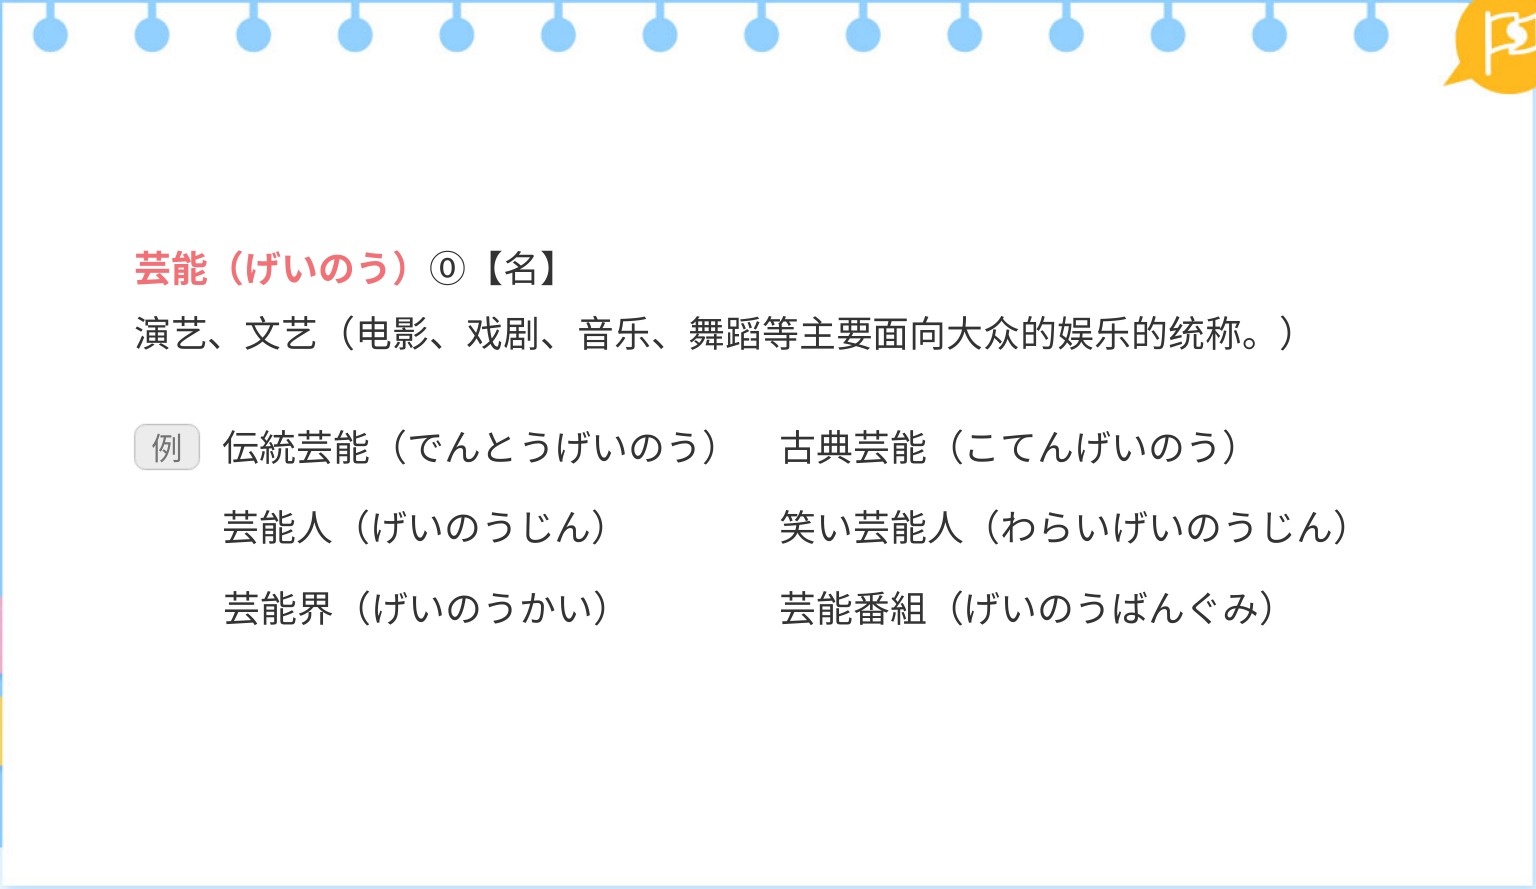 芸能（げいのう）⓪【名】
演艺、文艺（电影、戏剧、音乐、舞蹈等主要面向大众的娱乐的统称。）
例 伝統芸能（でんとうげいのう） 古典芸能（こてんげいのう）
芸能人（げいのうじん） 笑い芸能人（わらいげいのうじん）
芸能界（げいのうかい） 芸能番組（げいのうばんぐみ）